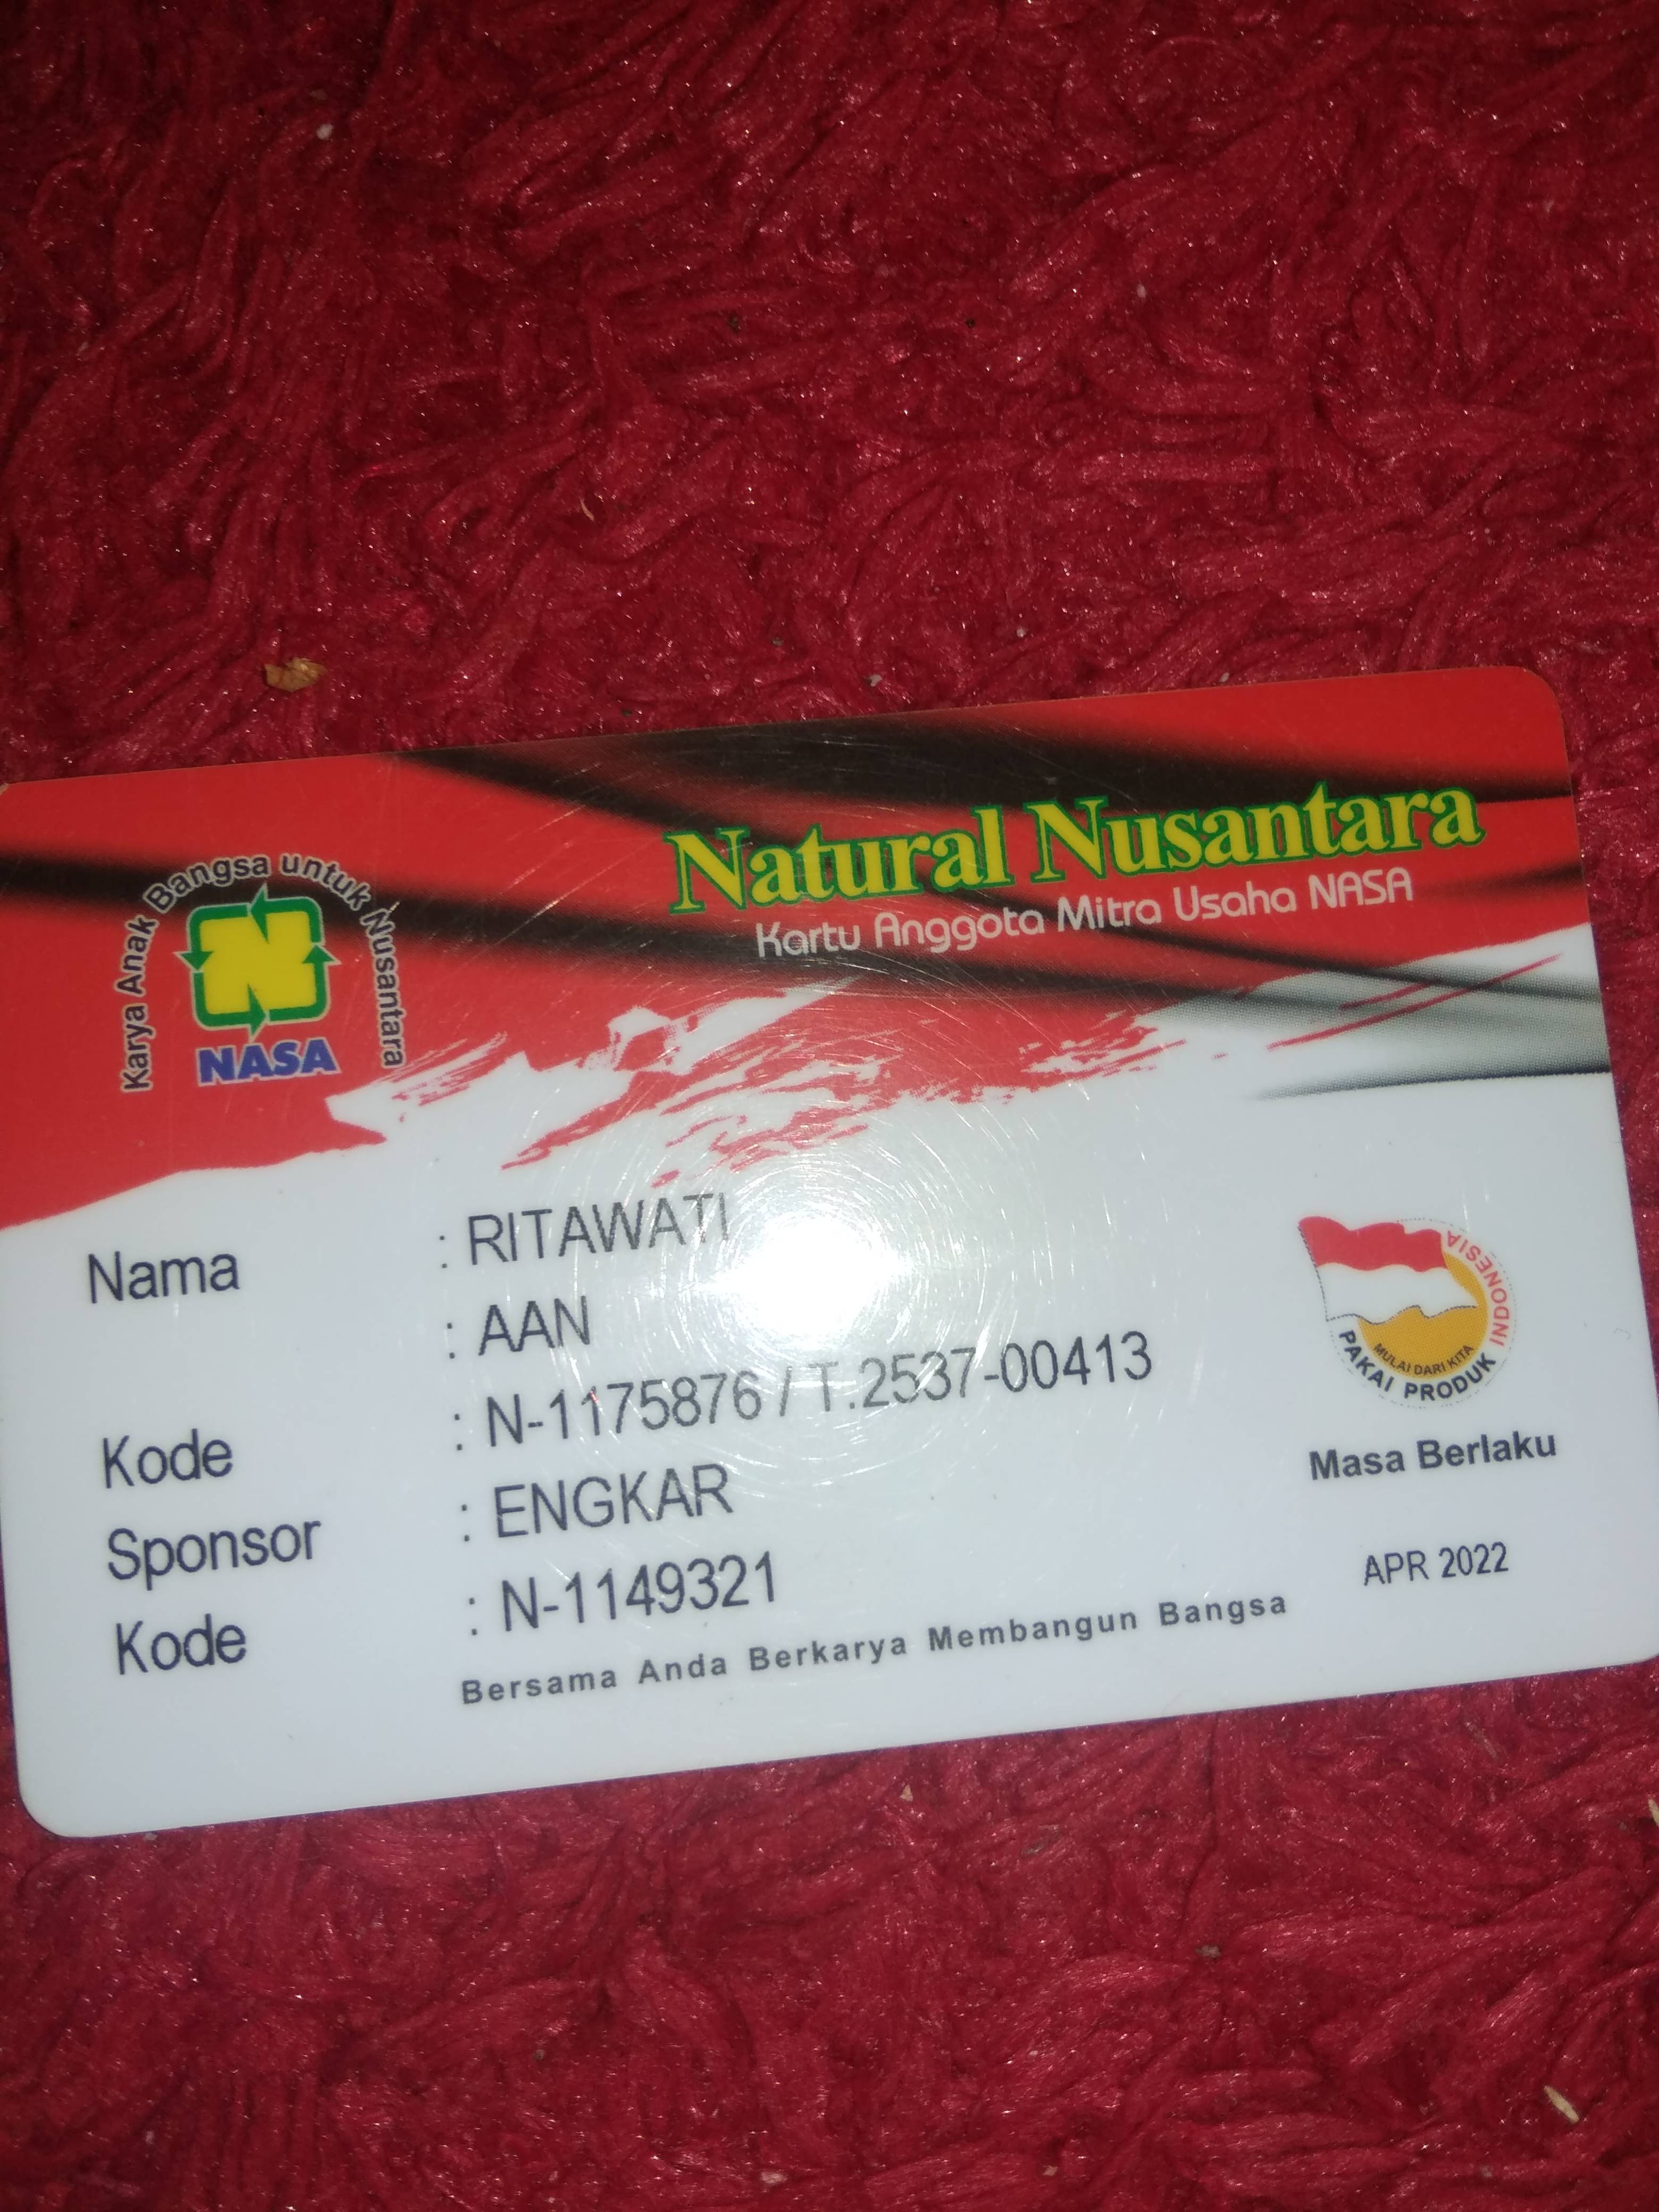 Natural Nusantara
Kartu Anggota Mitra Usaha NASA
Karya Anak Bangsa untuk Nusantara
N
NASA
Nama : RITAWATI
: AAN
Kode : N-1175876 / T.2537-00413
Sponsor : ENGKAR
Kode : N-1149321
INDONESIA
MULAI DARI KITA
PAKAI PRODUK
Masa Berlaku
APR 2022
Bersama Anda Berkarya Membangun Bangsa